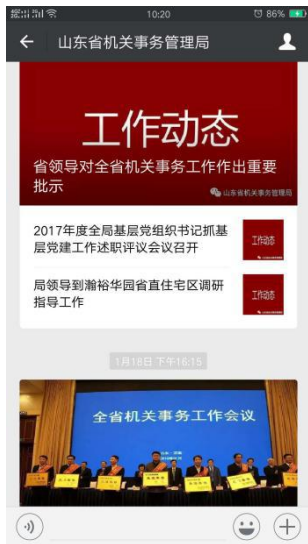 10:20
86%
山东省机关事务管理局
工作动态
省领导对全省机关事务工作作出重要
批示
山东省机关事务管理局
2017年度全局基层党组织书记抓基
层党建工作述职评议会议召开
工作动态
局领导到瀚裕华园省直住宅区调研
指导工作
工作动态
1月18日 下午16:15
全省机关事务工作会议